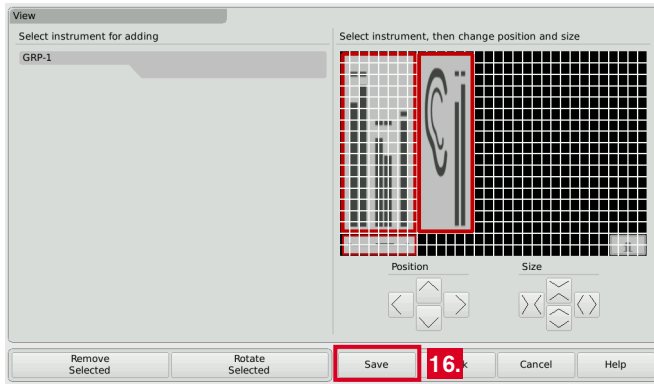 View
Select instrument for adding
Select instrument, then change position and size
GRP-1
Position
Size
Remove
Selected
Rotate
Selected
Save
16.
Cancel
Help